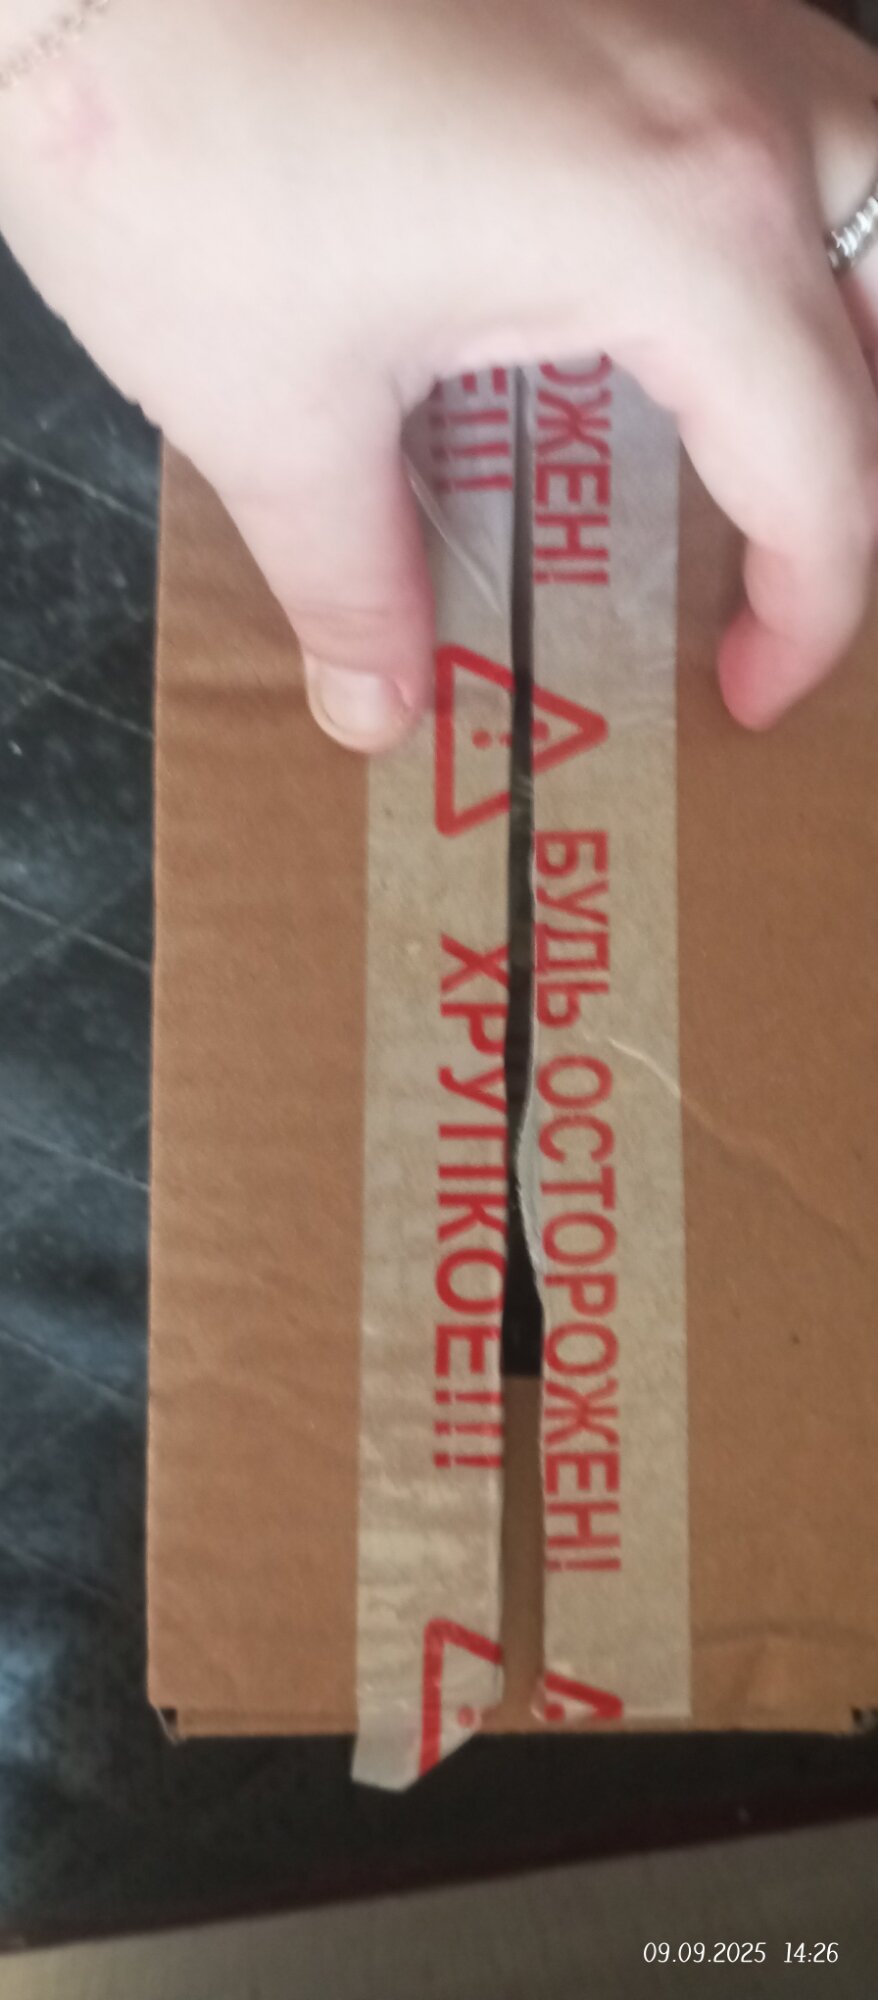 ОЖЕН!
Е!!!
БУДЬ ОСТОРОЖЕН!
ХРУПКОЕ!!!
09.09.2025 14:26